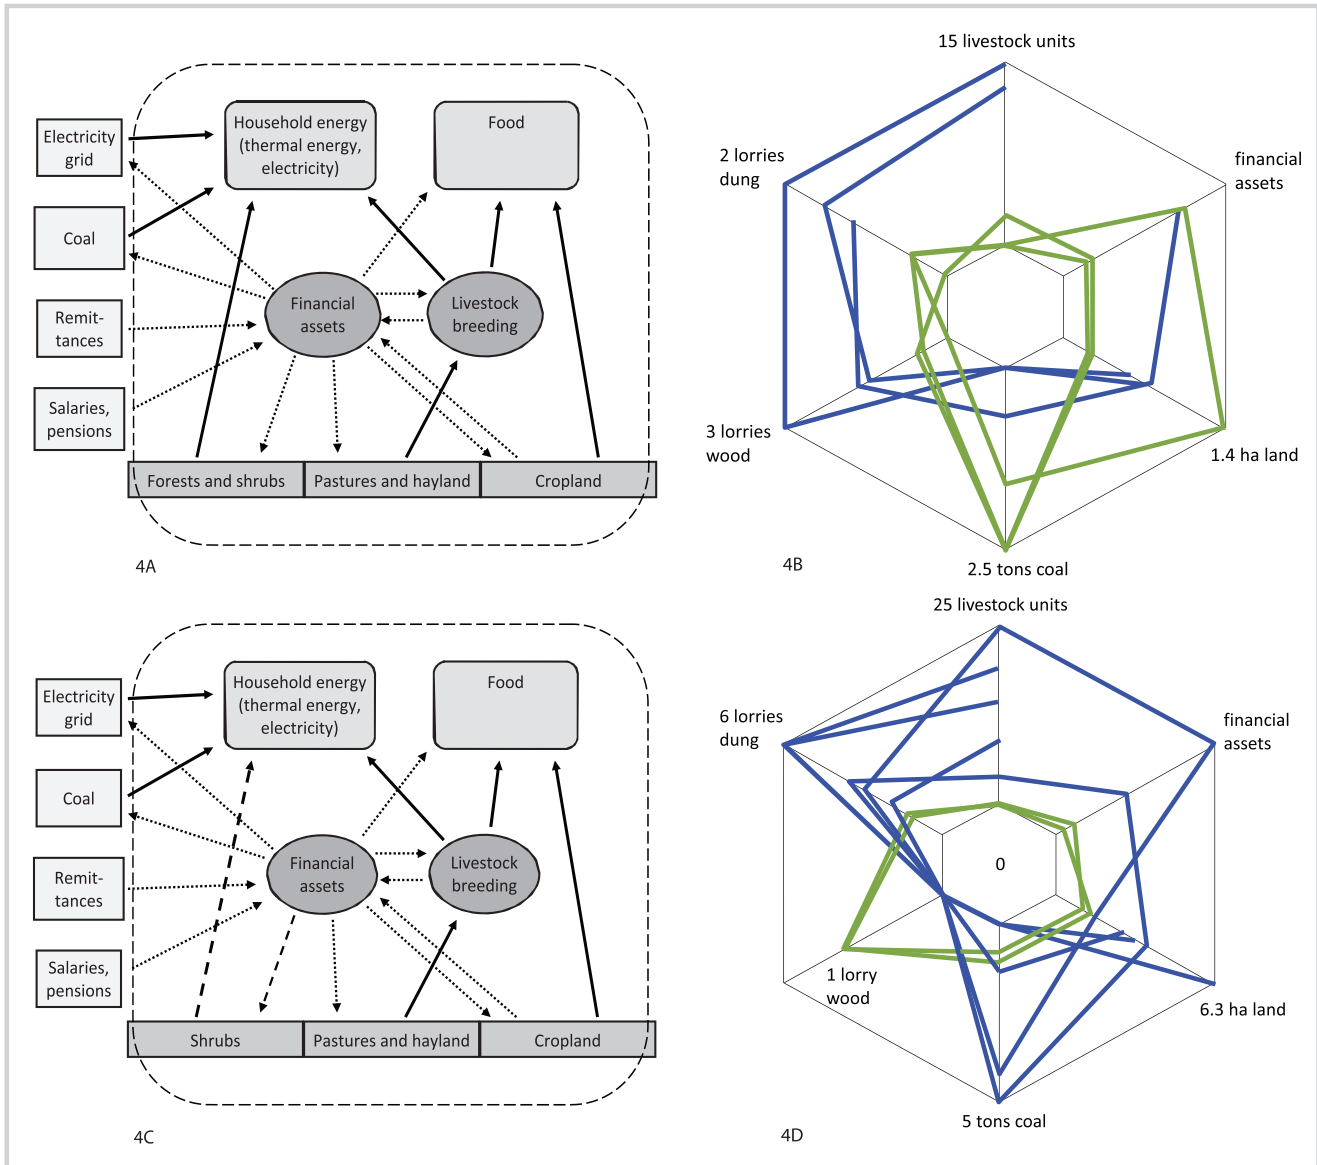 Electricity
grid
Coal
Remit-
tances
Salaries,
pensions
Household energy
(thermal energy,
electricity)
Food
Financial
assets
Livestock
breeding
Forests and shrubs
Pastures and hayland
Cropland
4A
15 livestock units
2 lorries
dung
financial
assets
3 lorries
wood
1.4 ha land
2.5 tons coal
4B
Electricity
grid
Coal
Remit-
tances
Salaries,
pensions
Household energy
(thermal energy,
electricity)
Food
Financial
assets
Livestock
breeding
Shrubs
Pastures and hayland
Cropland
4C
25 livestock units
6 lorries
dung
financial
assets
0
1 lorry
wood
6.3 ha land
5 tons coal
4D